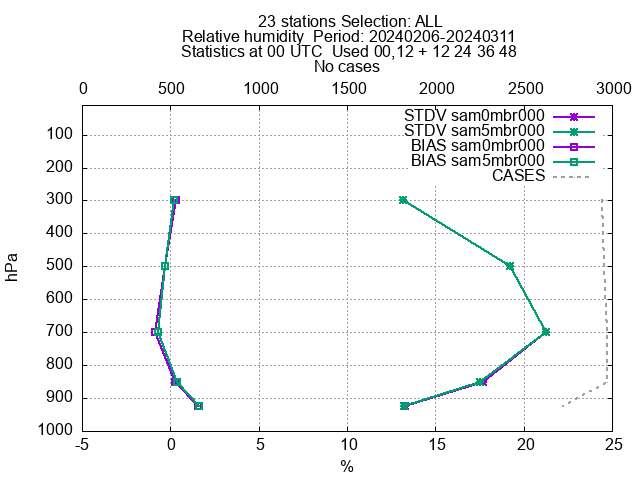 23 stations Selection: ALL
Relative humidity  Period: 20240206-20240311
Statistics at 00 UTC  Used 00,12 + 12 24 36 48
No cases
0 500 1000 1500 2000 2500 3000
STDV sam0mbr000
STDV sam5mbr000
BIAS sam0mbr000
BIAS sam5mbr000
CASES
100
200
300
400
500
600
700
800
900
1000
hPa
-5 0 5 10 15 20 25
%